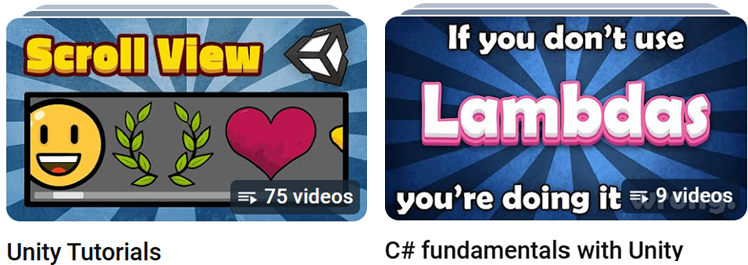 Scroll View
75 videos
Unity Tutorials
If you don't use
Lambdas
you're doing it wrong.
9 videos
C# fundamentals with Unity